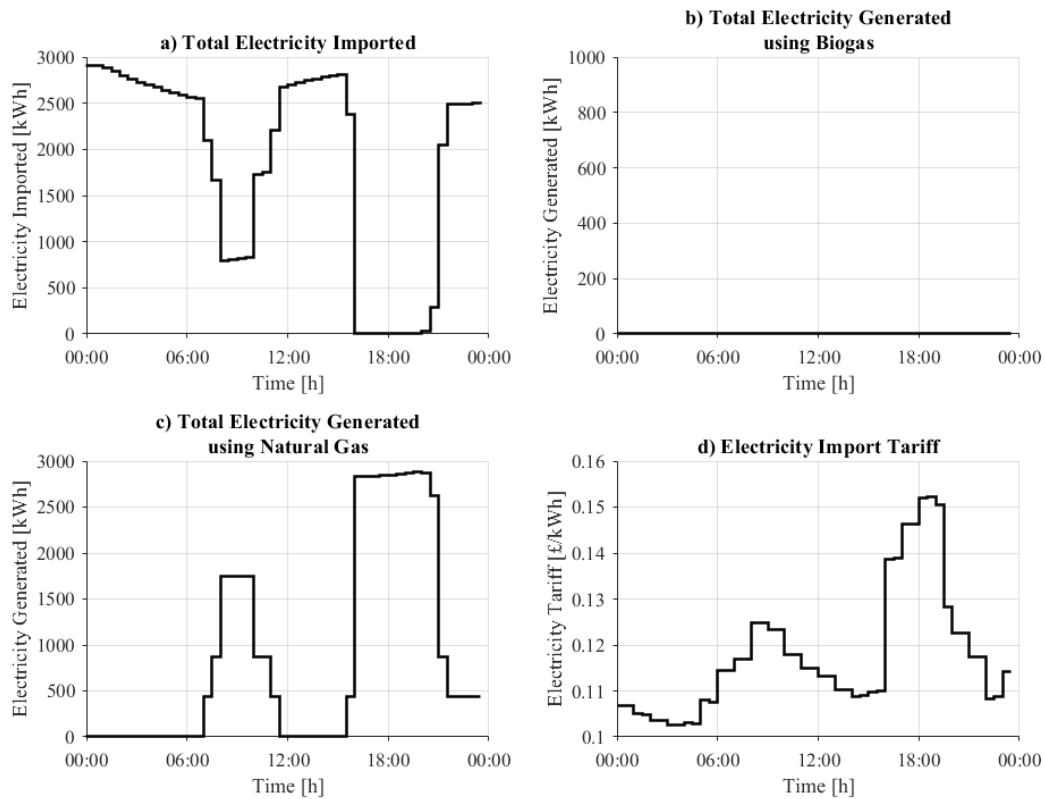 a) Total Electricity Imported
3000
2500
2000
1500
1000
500
0
Electricity Imported [kWh]
00:00 06:00 12:00 18:00 00:00
Time [h]
b) Total Electricity Generated
using Biogas
1000
800
600
400
200
0
Electricity Generated [kWh]
00:00 06:00 12:00 18:00 00:00
Time [h]
c) Total Electricity Generated
using Natural Gas
3000
2500
2000
1500
1000
500
0
Electricity Generated [kWh]
00:00 06:00 12:00 18:00 00:00
Time [h]
d) Electricity Import Tariff
0.16
0.15
0.14
0.13
0.12
0.11
0.1
Electricity Tariff [£/kWh]
00:00 06:00 12:00 18:00 00:00
Time [h]